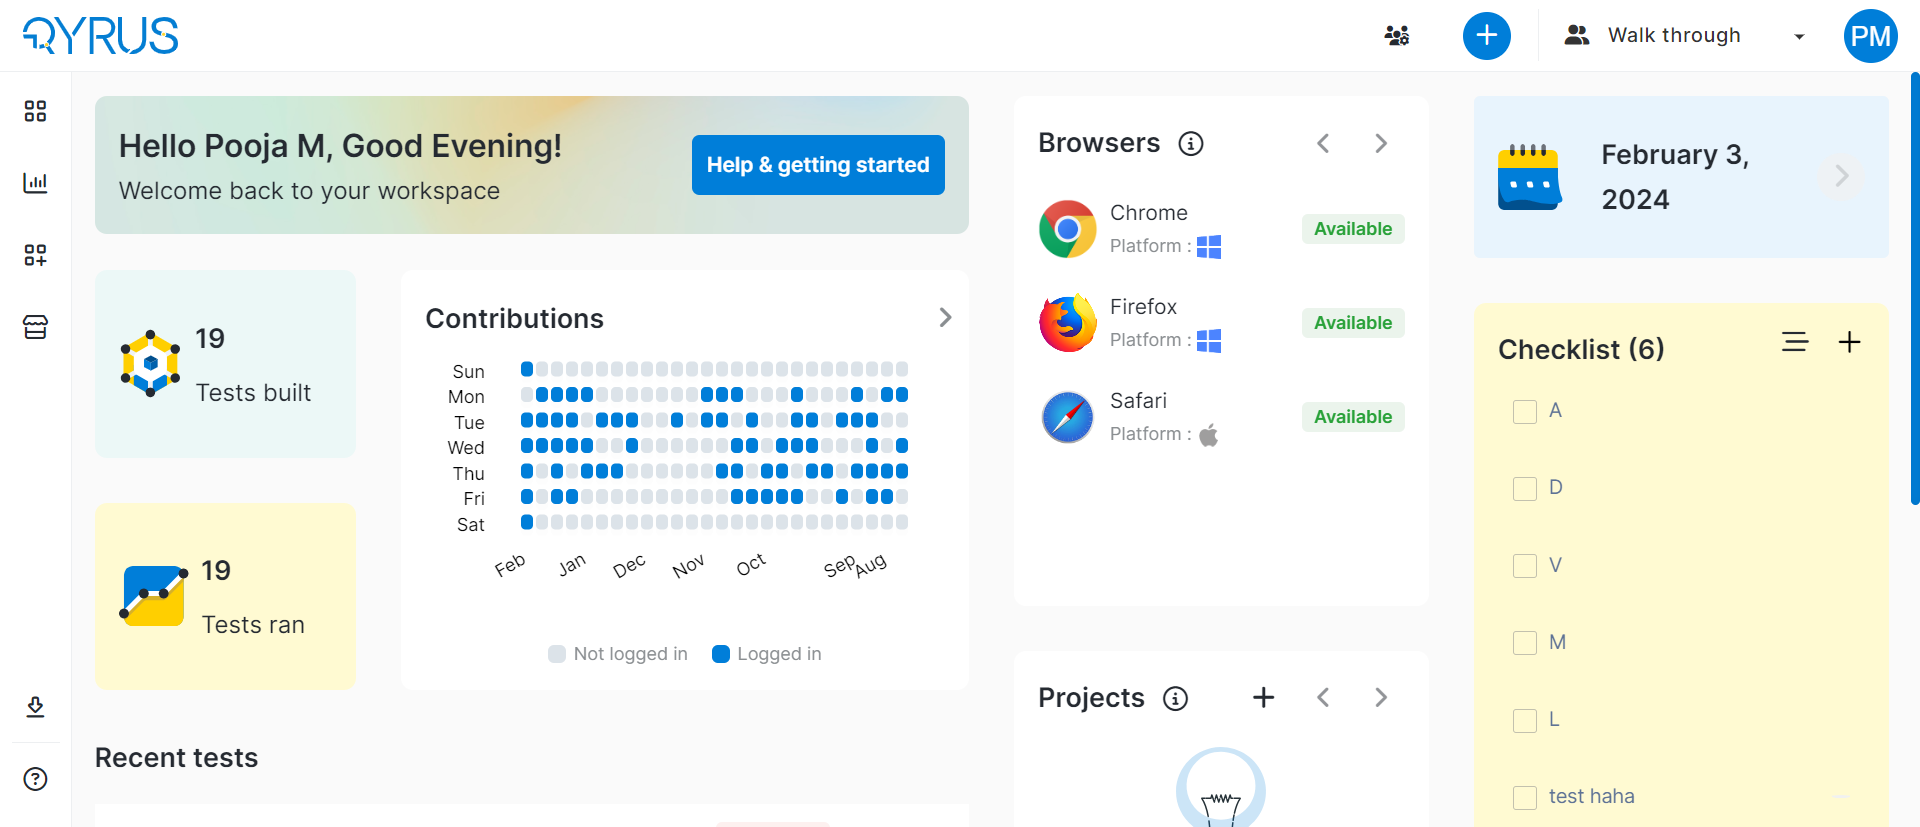 QYRUS
Walk through
PM
Hello Pooja M, Good Evening!
Welcome back to your workspace
Help & getting started
19
Tests built
19
Tests ran
Contributions
Sun
Mon
Tue
Wed
Thu
Fri
Sat
Feb
Jan
Dec
Nov
Oct
Sep
Aug
Not logged in
Logged in
Recent tests
Browsers
Chrome
Platform :
Available
Firefox
Platform :
Available
Safari
Platform :
Available
Projects
February 3,
2024
Checklist (6)
A
D
V
M
L
test haha